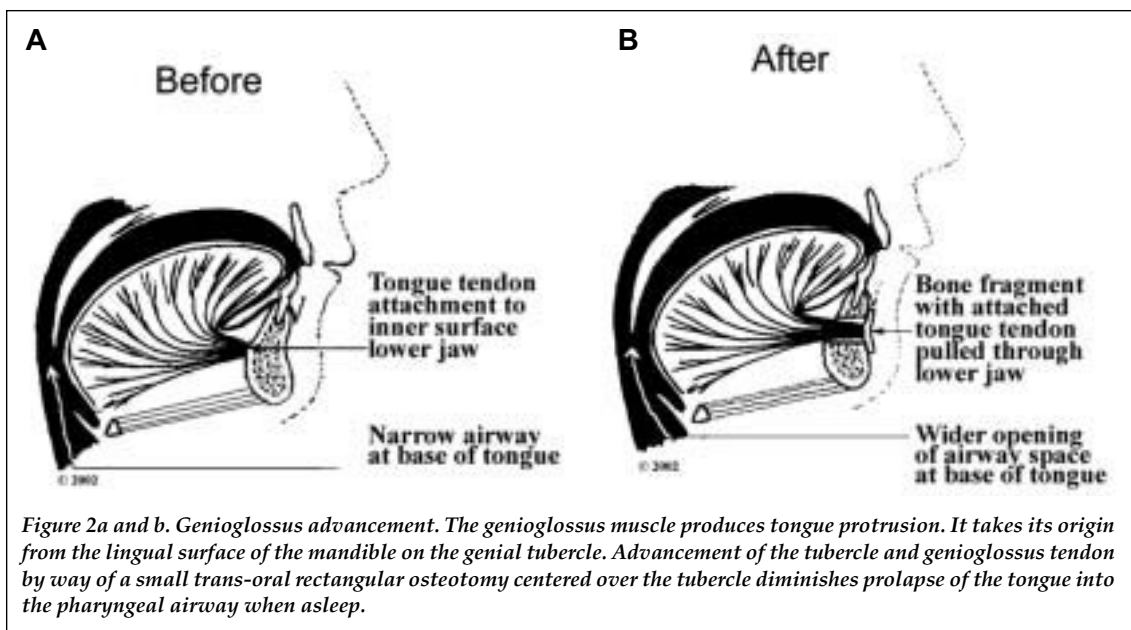 A
Before
Tongue tendon
attachment to
inner surface
lower jaw
Narrow airway
at base of tongue
© 2002
B
After
Bone fragment
with attached
tongue tendon
pulled through
lower jaw
Wider opening
of airway space
at base of tongue
© 2002
Figure 2a and b. Genioglossus advancement. The genioglossus muscle produces tongue protrusion. It takes its origin
from the lingual surface of the mandible on the genial tubercle. Advancement of the tubercle and genioglossus tendon
by way of a small trans-oral rectangular osteotomy centered over the tubercle diminishes prolapse of the tongue into
the pharyngeal airway when asleep.